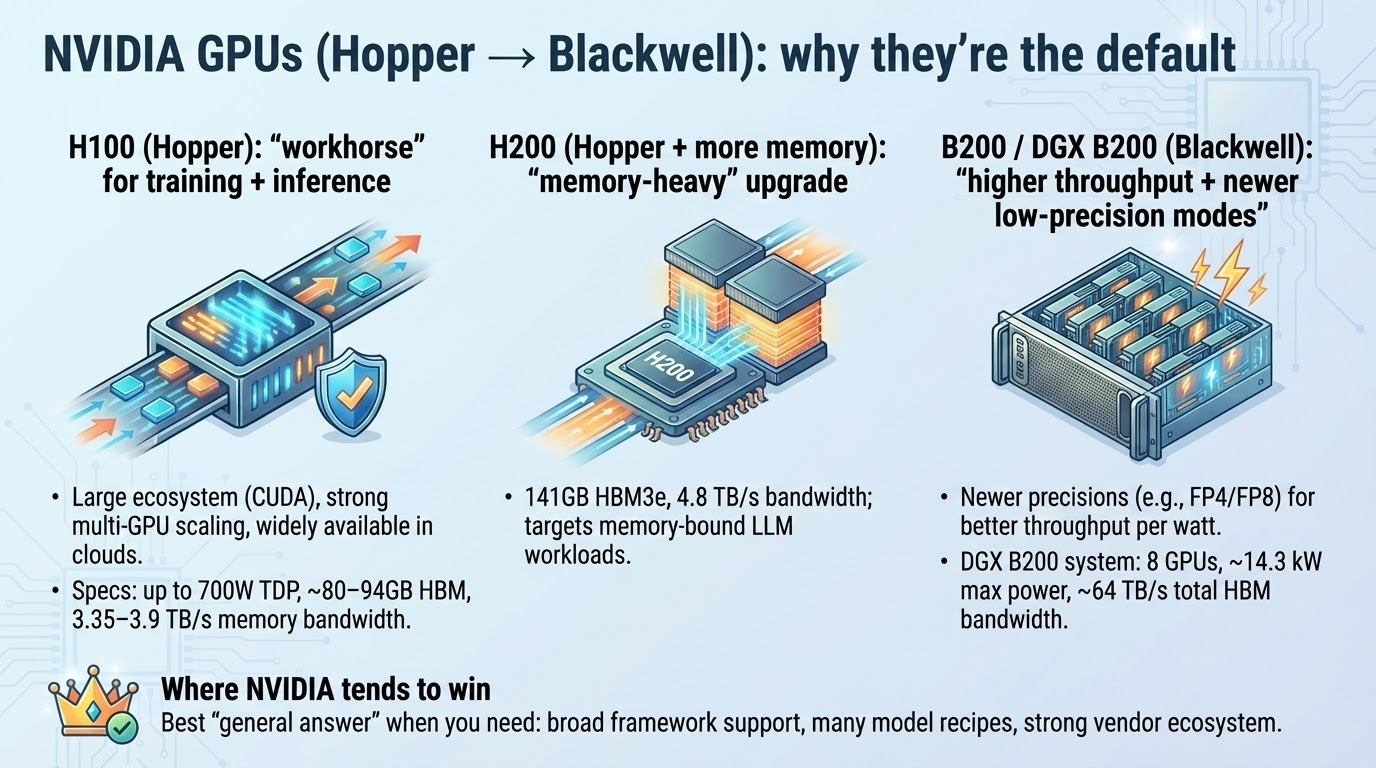 NVIDIA GPUs (Hopper → Blackwell): why they’re the default
H100 (Hopper): “workhorse”
for training + inference
• Large ecosystem (CUDA), strong
multi-GPU scaling, widely available in
clouds.
• Specs: up to 700W TDP, ~80–94GB HBM,
3.35–3.9 TB/s memory bandwidth.
H200 (Hopper + more memory):
“memory-heavy” upgrade
H200
• 141GB HBM3e, 4.8 TB/s bandwidth;
targets memory-bound LLM
workloads.
B200 / DGX B200 (Blackwell):
“higher throughput + newer
low-precision modes”
• Newer precisions (e.g., FP4/FP8) for
better throughput per watt.
• DGX B200 system: 8 GPUs, ~14.3 kW
max power, ~64 TB/s total HBM
bandwidth.
Where NVIDIA tends to win
Best “general answer” when you need: broad framework support, many model recipes, strong vendor ecosystem.